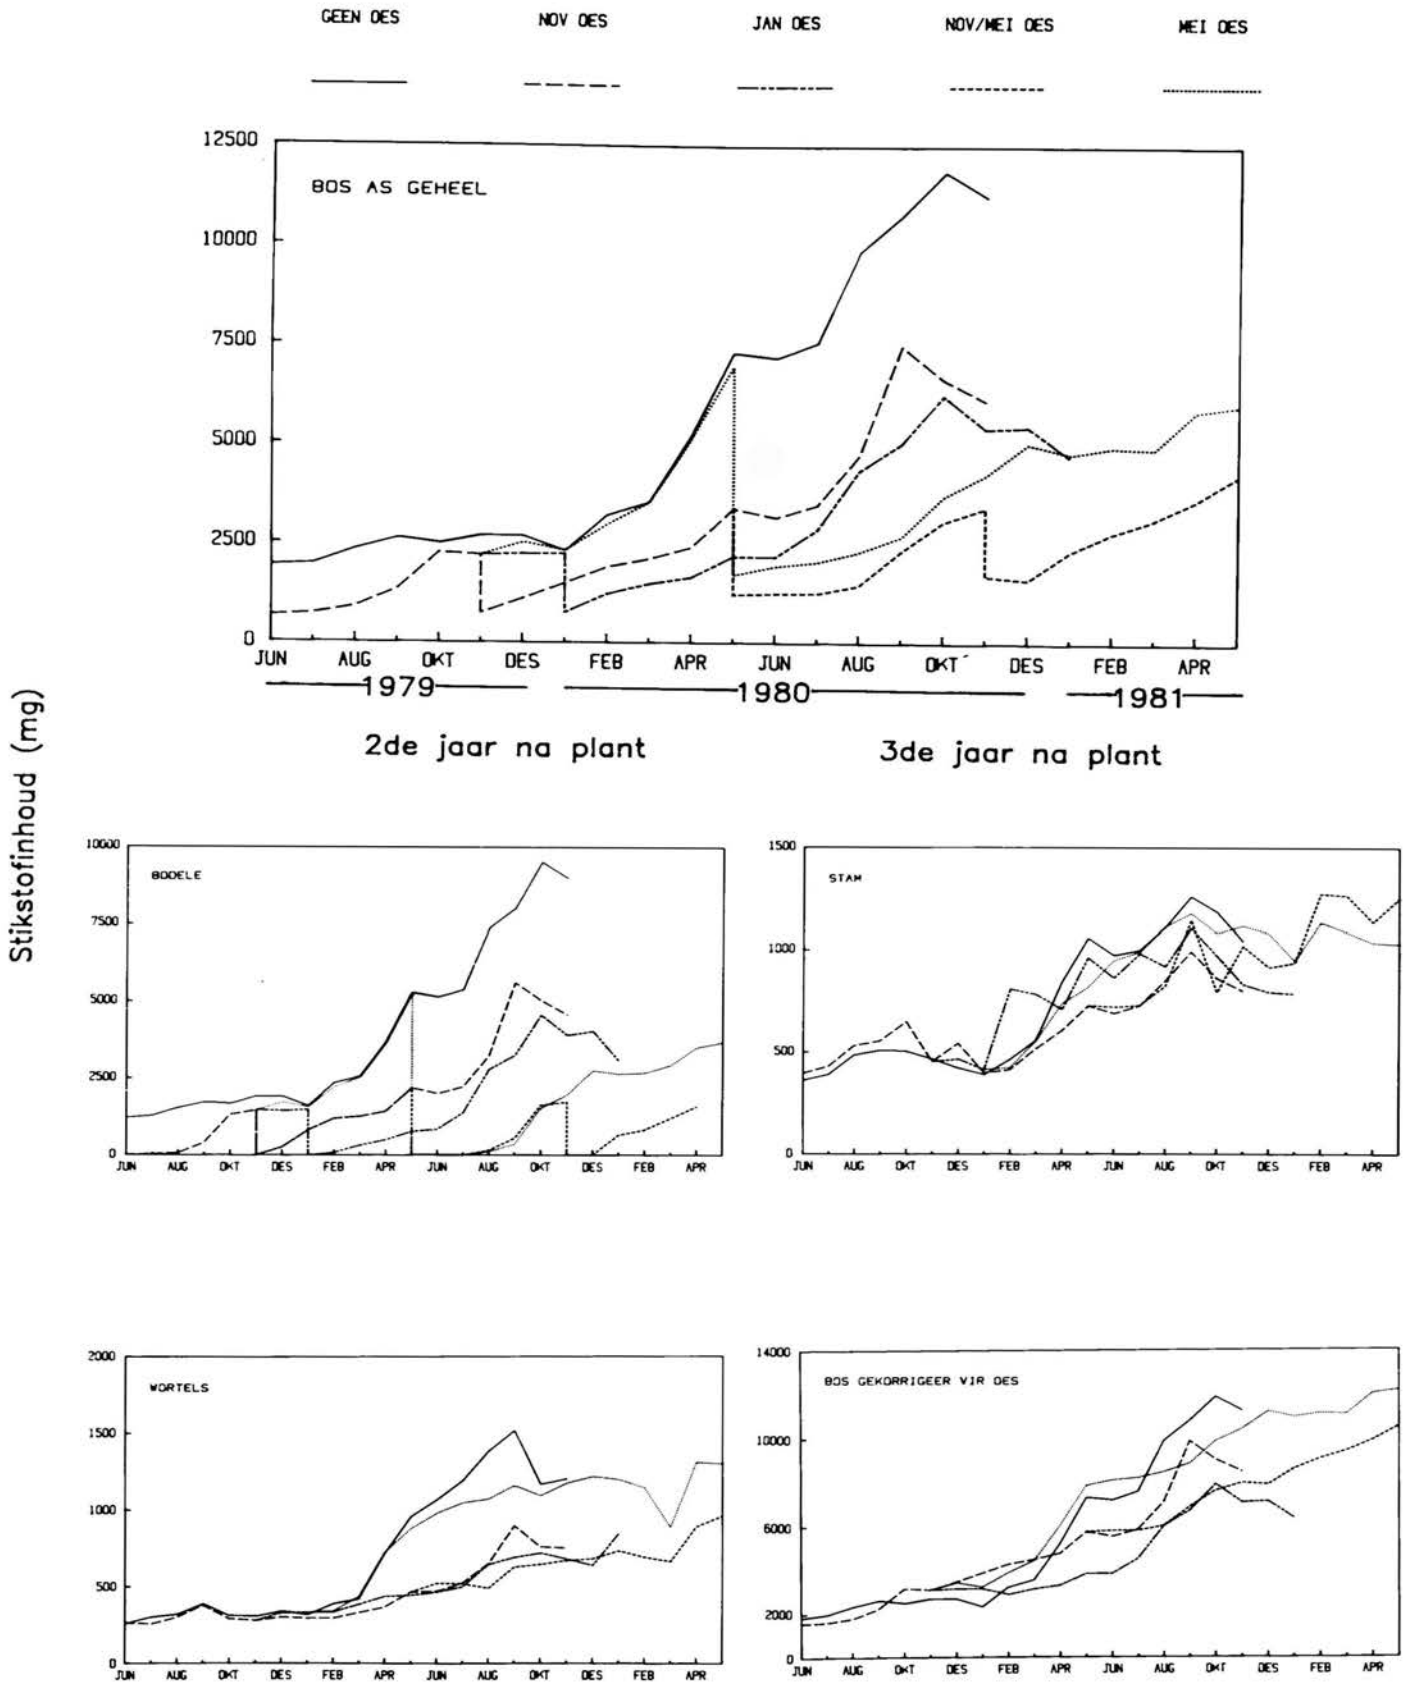 GEEN OES NOV OES JAN OES NOV/MEI OES MEI OES
12500
BOS AS GEHEEL
10000
7500
5000
2500
0
JUN AUG OKT DES FEB APR JUN AUG OKT DES FEB APR
1979 1980 1981
2de jaar na plant 3de jaar na plant
Stikstofinhoud (mg)
10000
BODELE
7500
5000
2500
0
JUN AUG OKT DES FEB APR JUN AUG OKT DES FEB APR
1500
STAM
1000
500
0
JUN AUG OKT DES FEB APR JUN AUG OKT DES FEB APR
2000
WORTELS
1500
1000
500
0
JUN AUG OKT DES FEB APR JUN AUG OKT DES FEB APR
14000
BOS GEKORRIGEER VIR OES
10000
6000
2000
0
JUN AUG OKT DES FEB APR JUN AUG OKT DES FEB APR